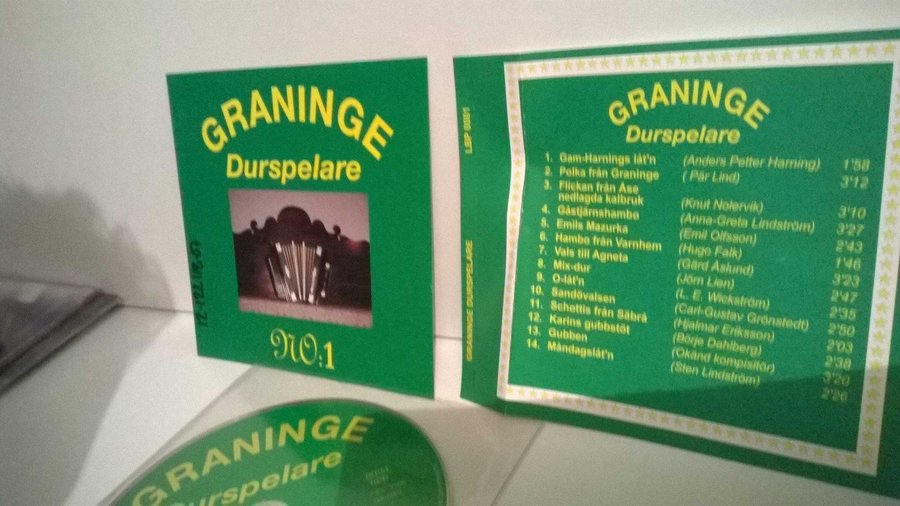 GRANINGE
Durspelare
NO:1
GRANINGE DURSPELARE
LBP 0001
GRANINGE
Durspelare
1. Gam-Harnings låt'n (Anders Petter Harning) 1'58
2. Polka från Graninge (Pär Lind) 3'12
3. Flickan från Åse
nedlagda kalbruk (Knut Nolervik) 3'10
4. Gästjärnshambo (Anna-Greta Lindström) 3'27
5. Emils Mazurka (Emil Olfsson) 2'43
6. Hambo från Varnhem (Hugo Falk) 1'46
7. Vals till Agneta (Gärd Åslund) 3'23
8. Mix-dur (Jörn Lien) 2'47
9. O-låt'n (L. E. Wickström) 2'35
10. Sandövalsen (Carl-Gustav Grönstedt) 2'50
11. Schottis från Säbrå (Hjalmar Eriksson) 2'03
12. Karins gubbstöt (Börje Dahlberg) 2'38
13. Gubben (Okänd kompisitör) 3'20
14. Måndagslåt'n (Sten Lindström) 2'26
GRANINGE
Durspelare